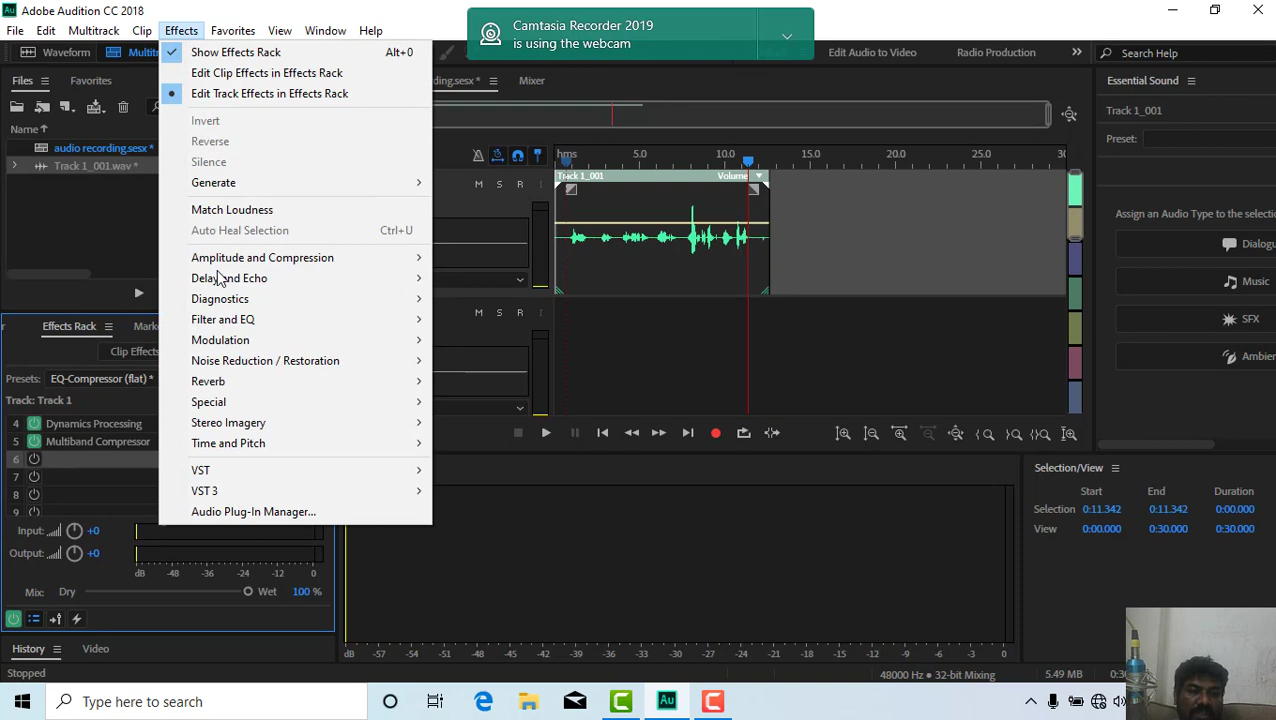 Adobe Audition CC 2018
File Edit Multitrack Clip Effects Favorites View Window Help
Camtasia Recorder 2019
is using the webcam
Waveform
Edit Audio to Video
Radio Production
Search Help
Files
Favorites
Mixer
Essential Sound
Track 1_001
Preset:
Name
audio recording.sesx *
Track 1_001.wav *
Show Effects Rack Alt+0
Edit Clip Effects in Effects Rack
Edit Track Effects in Effects Rack
Invert
Reverse
Silence
Generate
Match Loudness
Auto Heal Selection Ctrl+U
Amplitude and Compression
Delay and Echo
Diagnostics
Filter and EQ
Modulation
Noise Reduction / Restoration
Reverb
Special
Stereo Imagery
Time and Pitch
VST
VST 3
Audio Plug-In Manager...
hms 5.0 10.0 15.0 20.0 25.0
M S R
Track 1_001 Volume
M S R
Assign an Audio Type to the selection
Dialogu
Music
SFX
Ambien
Effects Rack
Clip Effects
Presets: EQ-Compressor (flat) *
Track: Track 1
4 Dynamics Processing
5 Multiband Compressor
6
7
8
9
Input: +0
Output: +0
dB -48 -36 -24 -12 0
Mix: Dry Wet 100 %
History Video
Stopped
dB -57 -54 -51 -48 -45 -42 -39 -36 -33 -30 -27 -24 -21 -18 -15 -12 -9 -6 -3 0
Selection/View
Start End Duration
Selection 0:11.342 0:11.342 0:00.000
View 0:00.000 0:30.000 0:30.000
48000 Hz ● 32-bit Mixing 5.49 MB
Type here to search